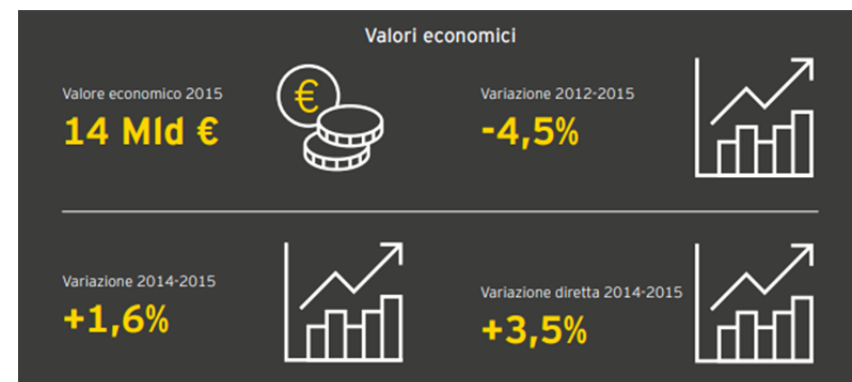 Valori economici
Valore economico 2015
14 Mld €
€
Variazione 2012-2015
-4,5%
Variazione 2014-2015
+1,6%
Variazione diretta 2014-2015
+3,5%